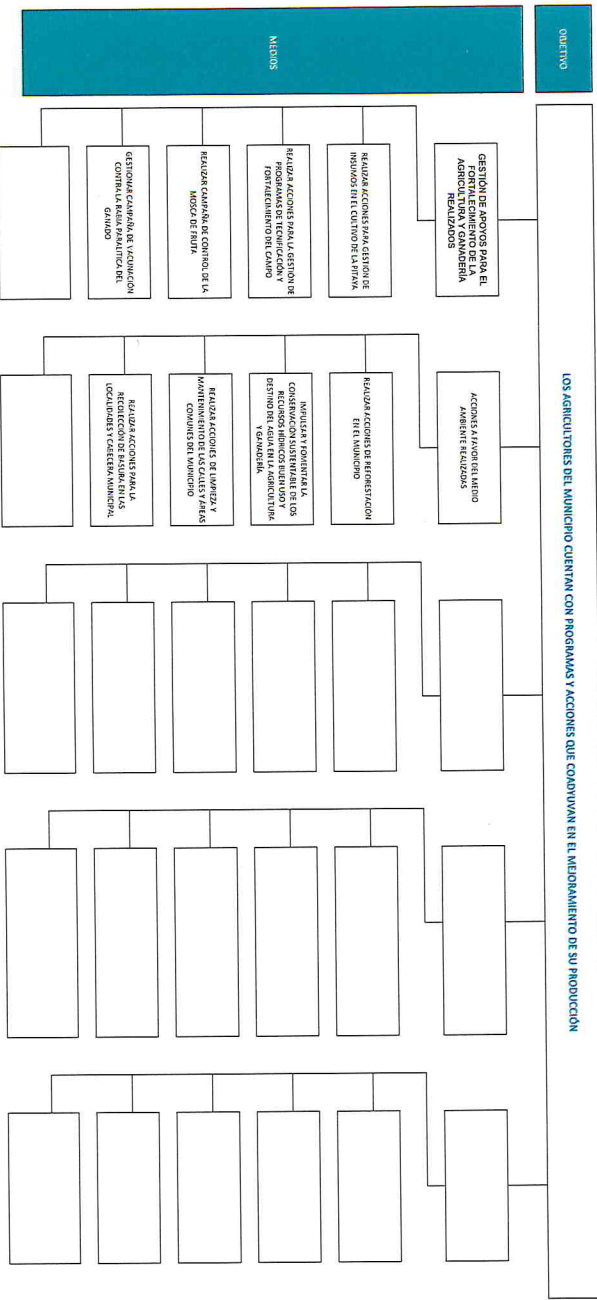 OBJETIVO
LOS AGRICULTORES DEL MUNICIPIO CUENTAN CON PROGRAMAS Y ACCIONES QUE COADYUVAN EN EL MEJORAMIENTO DE SU PRODUCCIÓN
MEDIOS
GESTIÓN DE APOYOS PARA EL
FORTALECIMIENTO DE LA
AGRICULTURA Y GANADERÍA
REALIZADOS
REALIZAR ACCIONES PARA GESTION DE
INSUMOS EN EL CULTIVO DE LA PITAYA
REALIZAR ACCIONES PARA LA GESTIÓN DE
PROGRAMAS DE TECNIFICACIÓN Y
FORTALECIMIENTO DEL CAMPO
REALIZAR CAMPAÑA DE CONTROL DE LA
MOSCA DE FRUTA
GESTIONAR CAMPAÑA DE VACUNACIÓN
CONTRA LA RABIA PARALITICA DEL
GANADO
ACCIONES A FAVOR DEL MEDIO
AMBIENTE REALIZADAS
REALIZAR ACCIONES DE REFORESTACIÓN
EN EL MUNICIPIO
IMPULSAR Y FOMENTAR LA
CONSERVACIÓN SUSTENTABLE DE LOS
RECURSOS HÍDRICOS BUEN USO Y
DESTINO DEL AGUA EN LA AGRICULTURA
Y GANADERÍA
REALIZAR ACCIONES DE LIMPIEZA Y
MANTENIMIENTO DE LAS CALLES Y ÁREAS
COMUNES DEL MUNICIPIO
REALIZAR ACCIONES PARA LA
RECOLECCIÓN DE BASURA EN LAS
LOCALIDADES Y CABECERA MUNICIPAL